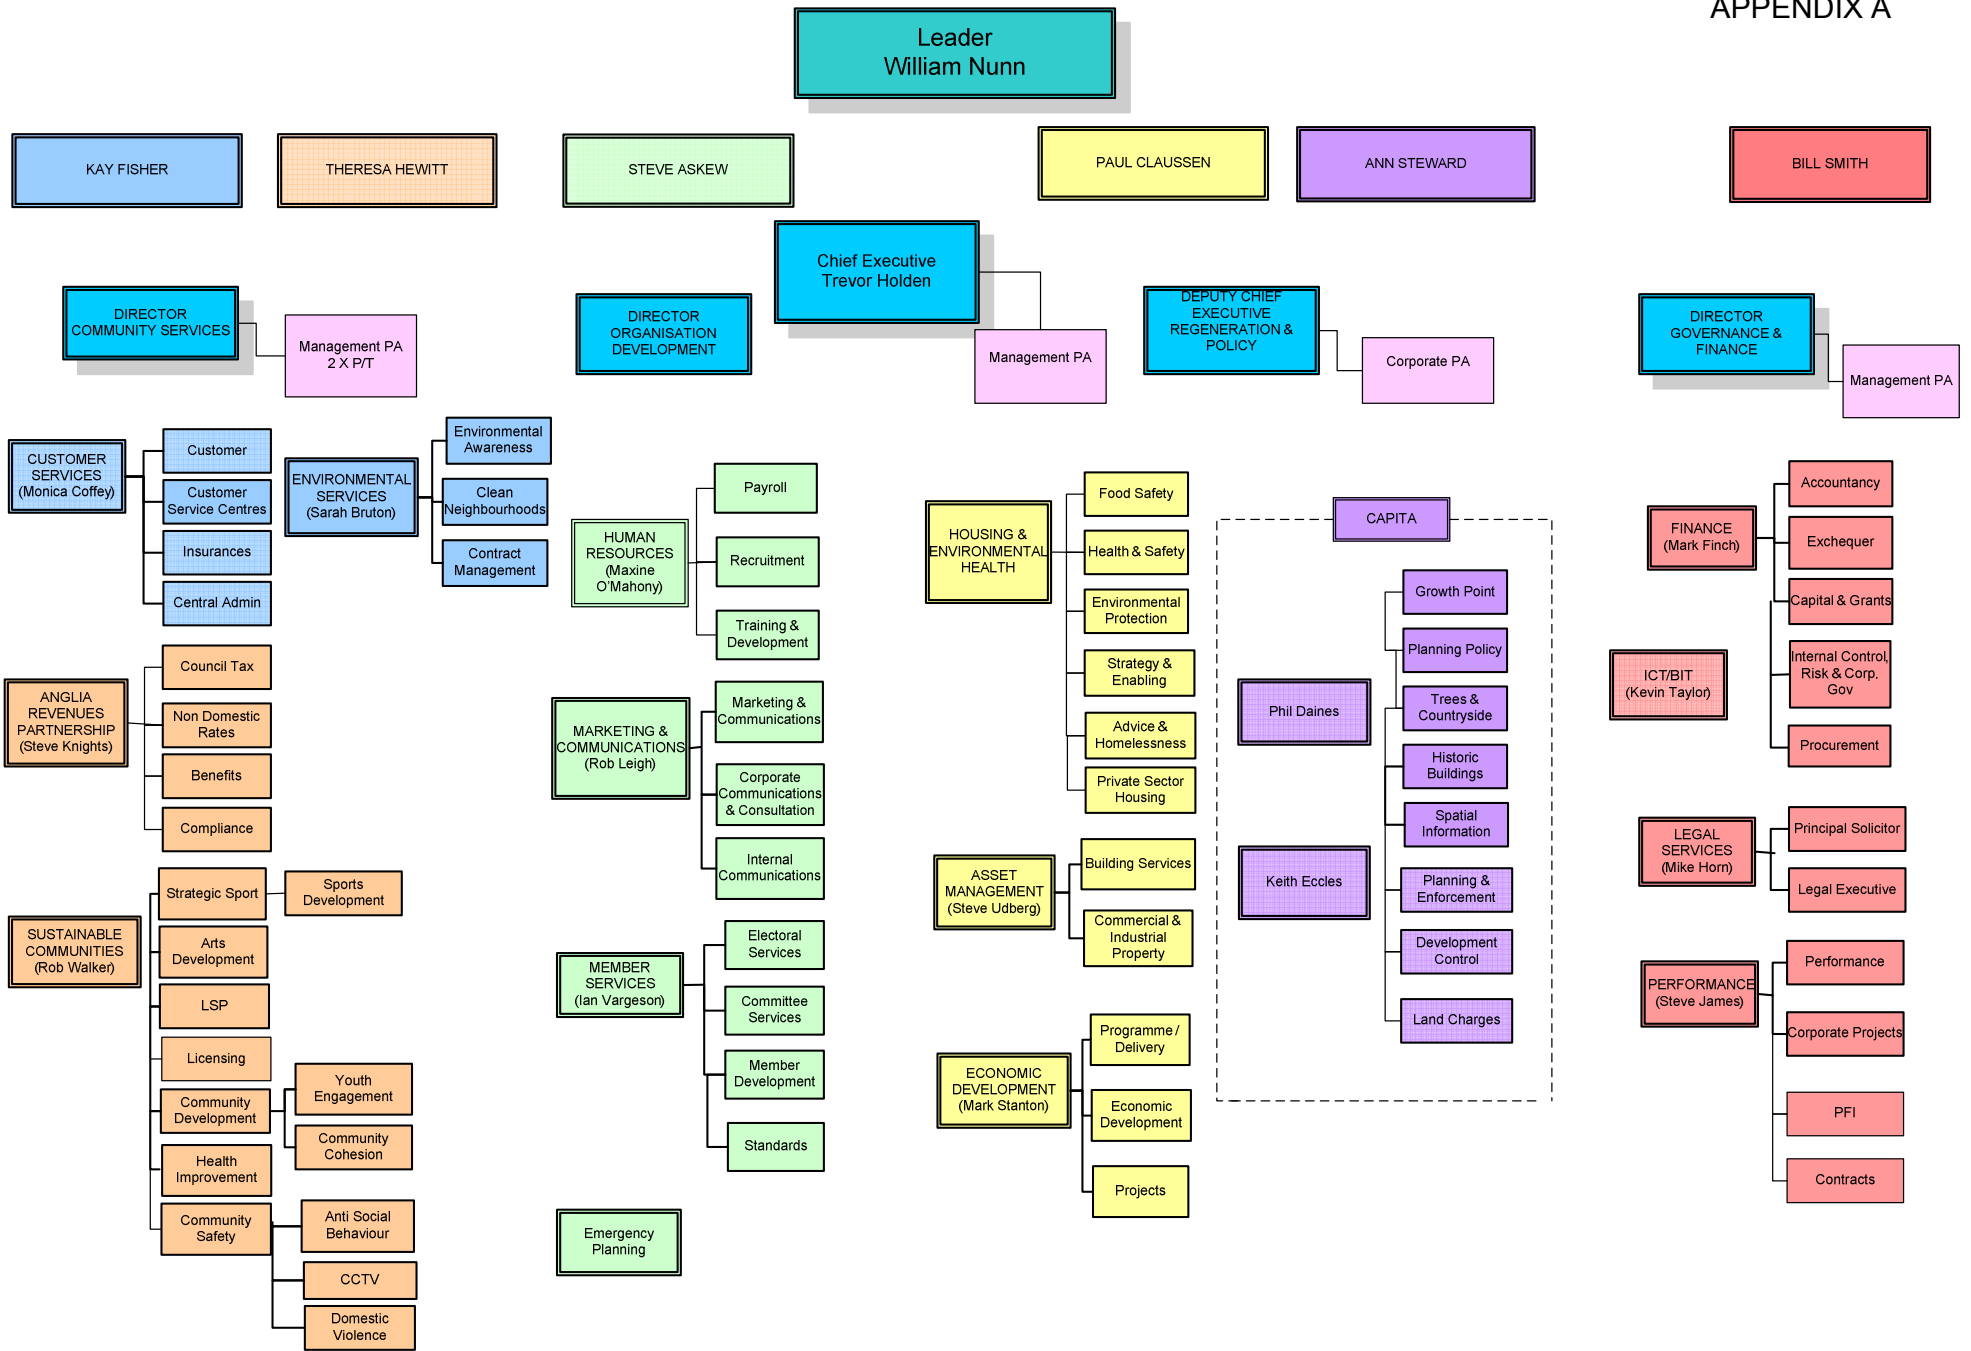 APPENDIX A
Leader
William Nunn
KAY FISHER
THERESA HEWITT
STEVE ASKEW
PAUL CLAUSSEN
ANN STEWARD
BILL SMITH
Chief Executive
Trevor Holden
Management PA
DIRECTOR
COMMUNITY SERVICES
Management PA
2 X P/T
DIRECTOR
ORGANISATION
DEVELOPMENT
DEPUTY CHIEF
EXECUTIVE
REGENERATION &
POLICY
Corporate PA
DIRECTOR
GOVERNANCE &
FINANCE
Management PA
CUSTOMER
SERVICES
(Monica Coffey)
Customer
Customer
Service Centres
Insurances
Central Admin
ENVIRONMENTAL
SERVICES
(Sarah Bruton)
Environmental
Awareness
Clean
Neighbourhoods
Contract
Management
ANGLIA
REVENUES
PARTNERSHIP
(Steve Knights)
Council Tax
Non Domestic
Rates
Benefits
Compliance
SUSTAINABLE
COMMUNITIES
(Rob Walker)
Strategic Sport
Sports
Development
Arts
Development
LSP
Licensing
Community
Development
Youth
Engagement
Community
Cohesion
Health
Improvement
Community
Safety
Anti Social
Behaviour
CCTV
Domestic
Violence
HUMAN
RESOURCES
(Maxine
O'Mahony)
Payroll
Recruitment
Training &
Development
MARKETING &
COMMUNICATIONS
(Rob Leigh)
Marketing &
Communications
Corporate
Communications
& Consultation
Internal
Communications
MEMBER
SERVICES
(Ian Vargeson)
Electoral
Services
Committee
Services
Member
Development
Standards
Emergency
Planning
HOUSING &
ENVIRONMENTAL
HEALTH
Food Safety
Health & Safety
Environmental
Protection
Strategy &
Enabling
Advice &
Homelessness
Private Sector
Housing
ASSET
MANAGEMENT
(Steve Udberg)
Building Services
Commercial &
Industrial
Property
ECONOMIC
DEVELOPMENT
(Mark Stanton)
Programme /
Delivery
Economic
Development
Projects
CAPITA
Phil Daines
Keith Eccles
Growth Point
Planning Policy
Trees &
Countryside
Historic
Buildings
Spatial
Information
Planning &
Enforcement
Development
Control
Land Charges
FINANCE
(Mark Finch)
Accountancy
Exchequer
Capital & Grants
Internal Control,
Risk & Corp.
Gov
Procurement
ICT/BIT
(Kevin Taylor)
LEGAL
SERVICES
(Mike Horn)
Principal Solicitor
Legal Executive
PERFORMANCE
(Steve James)
Performance
Corporate Projects
PFI
Contracts